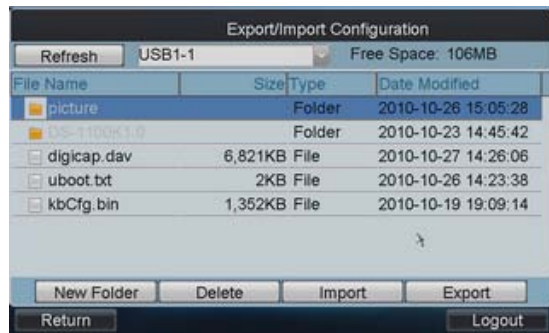 Export/Import Configuration
Refresh USB1-1 Free Space: 106MB
File Name Size Type Date Modified
picture Folder 2010-10-26 15:05:28
DS-1100K1.0 Folder 2010-10-23 14:45:42
digicap.dav 6,821KB File 2010-10-27 14:26:06
uboot.txt 2KB File 2010-10-26 14:23:38
kbCfg.bin 1,352KB File 2010-10-19 19:09:14
New Folder Delete Import Export
Return Logout